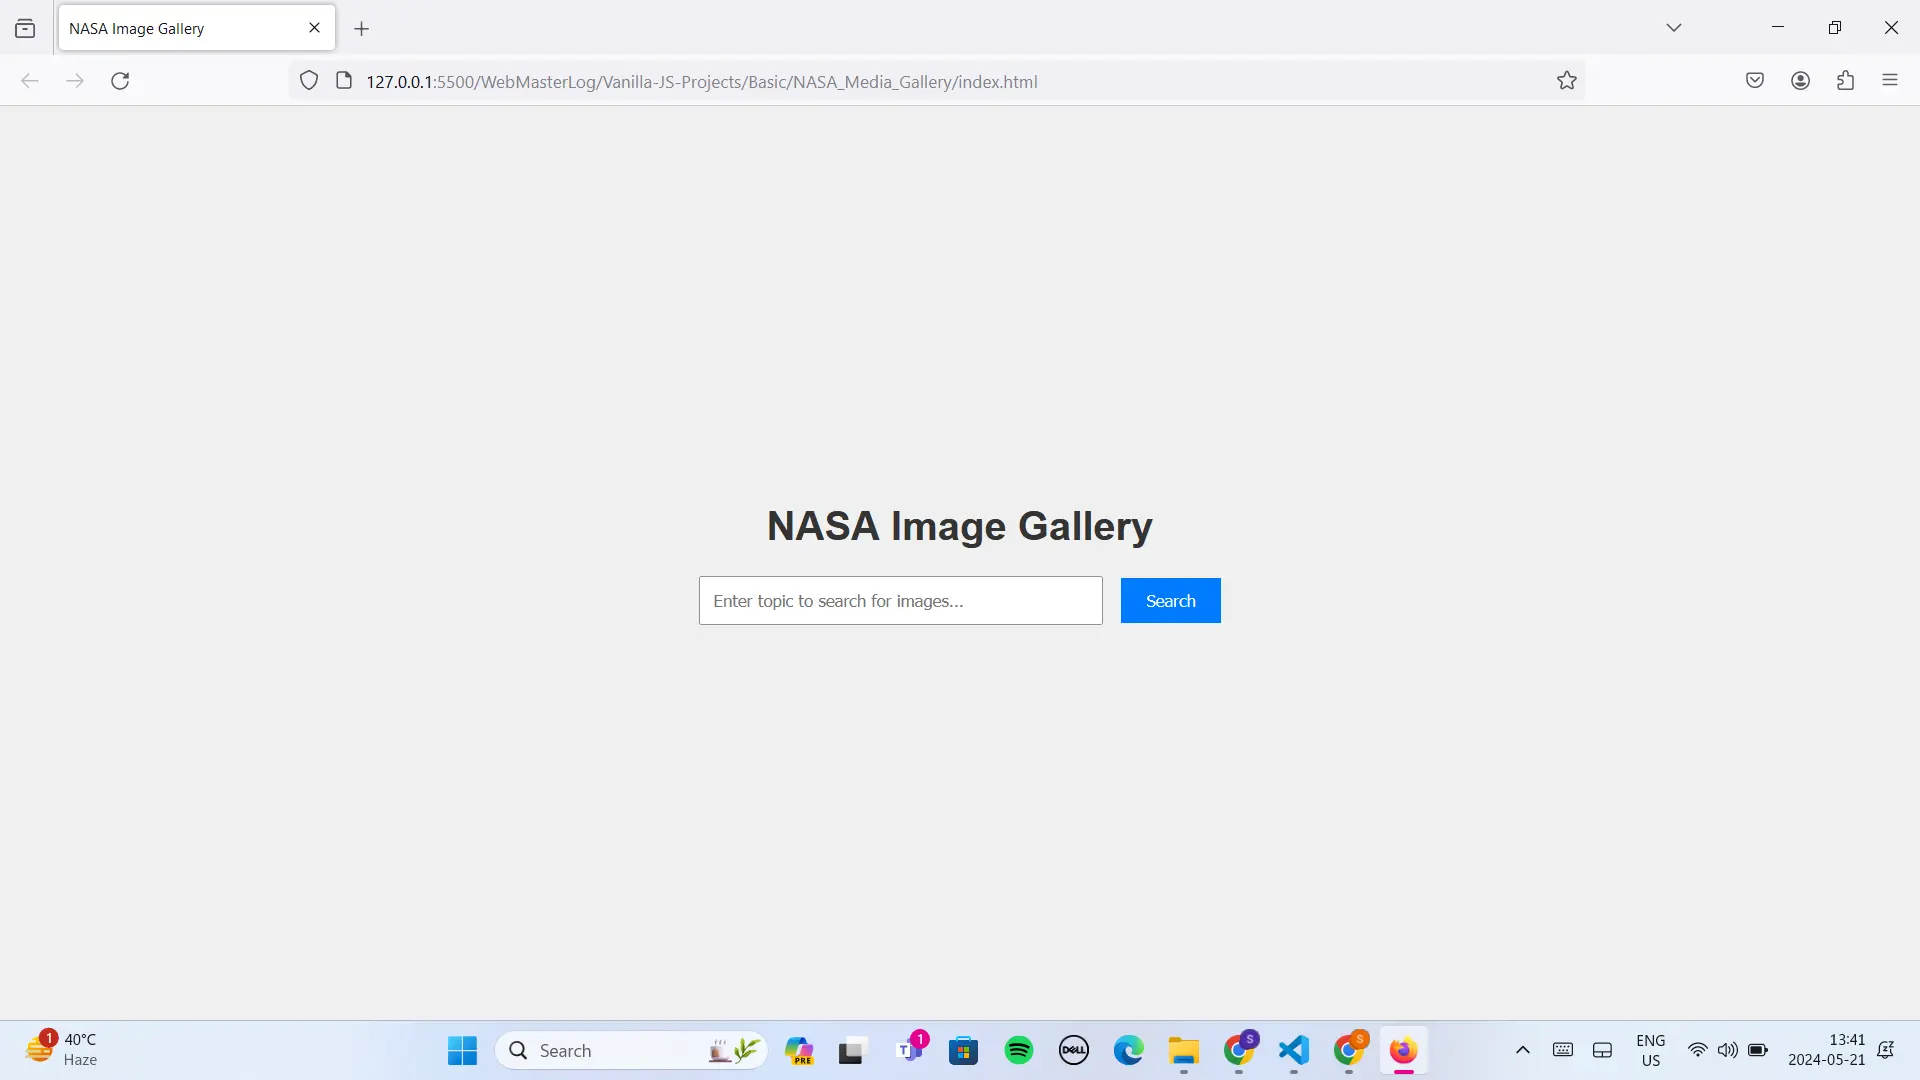 NASA Image Gallery
127.0.0.1:5500/WebMasterLog/Vanilla-JS-Projects/Basic/NASA_Media_Gallery/index.html
NASA Image Gallery
Enter topic to search for images...
Search
1
40°C
Haze
Search
PRE
T
1
DELL
S
S
ENG
US
13:41
2024-05-21